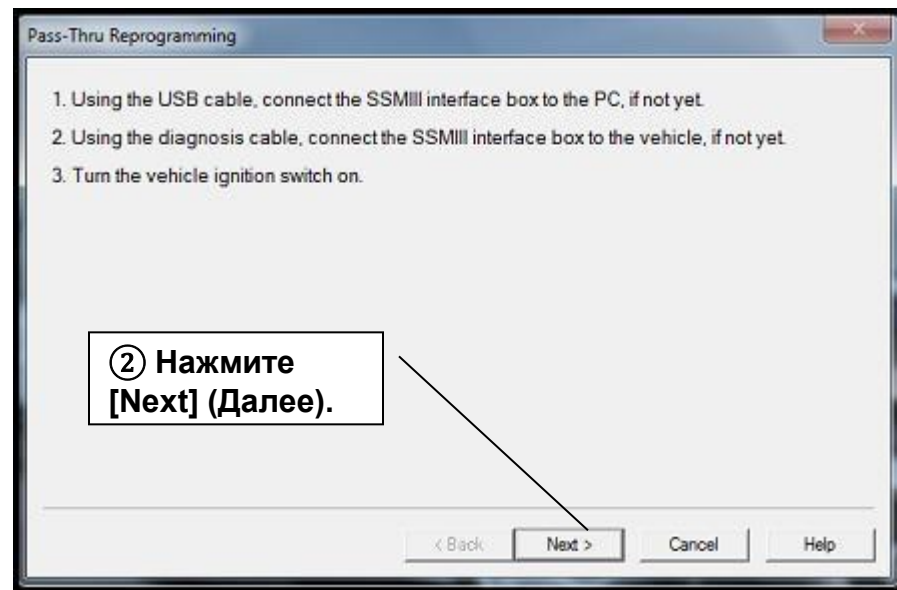 Pass-Thru Reprogramming
1. Using the USB cable, connect the SSMIII interface box to the PC, if not yet.
2. Using the diagnosis cable, connect the SSMIII interface box to the vehicle, if not yet.
3. Turn the vehicle ignition switch on.
② Нажмите
[Next] (Далее).
< Back Next > Cancel Help